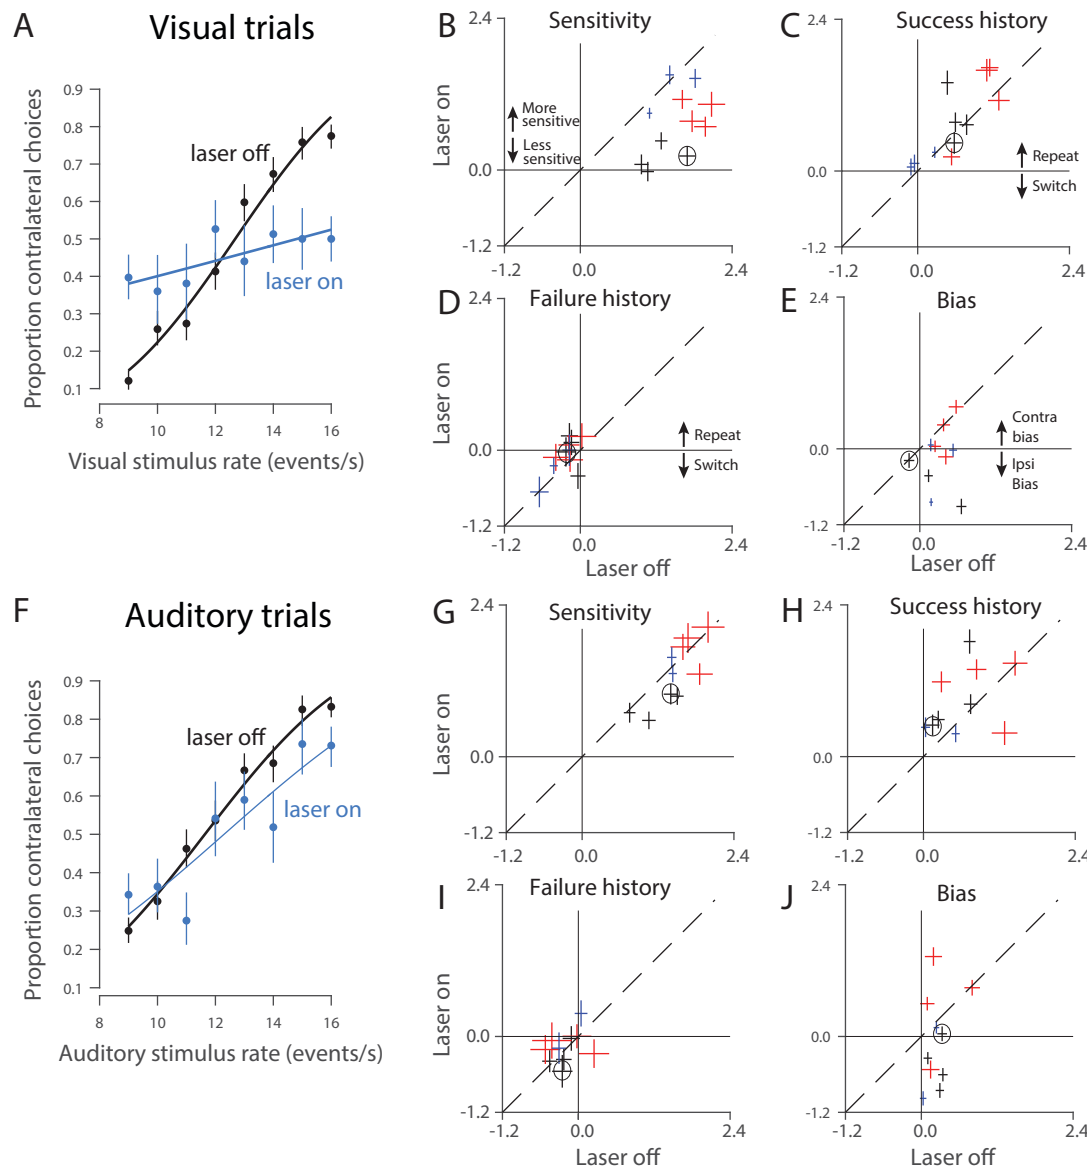 A
Visual trials
Proportion contralateral choices
0.9
0.8
0.7
0.6
0.5
0.4
0.3
0.2
0.1
laser off
laser on
8
10
12
14
16
Visual stimulus rate (events/s)
B
Sensitivity
2.4
Laser on
More
sensitive
Less
sensitive
0.0
-1.2
-1.2
0.0
2.4
C
Success history
2.4
0.0
Repeat
Switch
-1.2
-1.2
0.0
2.4
D
Failure history
2.4
Laser on
0.0
Repeat
Switch
-1.2
-1.2
0.0
2.4
Laser off
E
Bias
2.4
0.0
Contra
bias
Ipsi
Bias
-1.2
-1.2
0.0
2.4
F
Auditory trials
Proportion contralateral choices
0.9
0.8
0.7
0.6
0.5
0.4
0.3
0.2
0.1
laser off
laser on
8
10
12
14
16
Auditory stimulus rate (events/s)
G
Sensitivity
2.4
Laser on
0.0
-1.2
-1.2
0.0
2.4
H
Success history
2.4
0.0
-1.2
-1.2
0.0
2.4
I
Failure history
2.4
Laser on
0.0
-1.2
-1.2
0.0
2.4
Laser off
J
Bias
2.4
0.0
-1.2
-1.2
0.0
2.4
Laser off